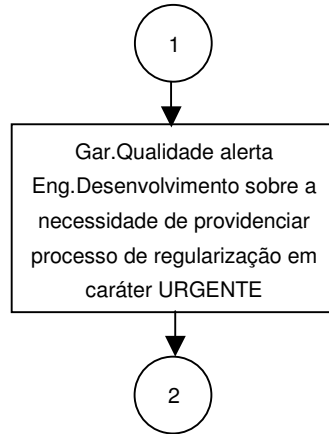 1
Gar.Qualidade alerta
Eng.Desenvolvimento sobre a
necessidade de providenciar
processo de regularização em
caráter URGENTE
2